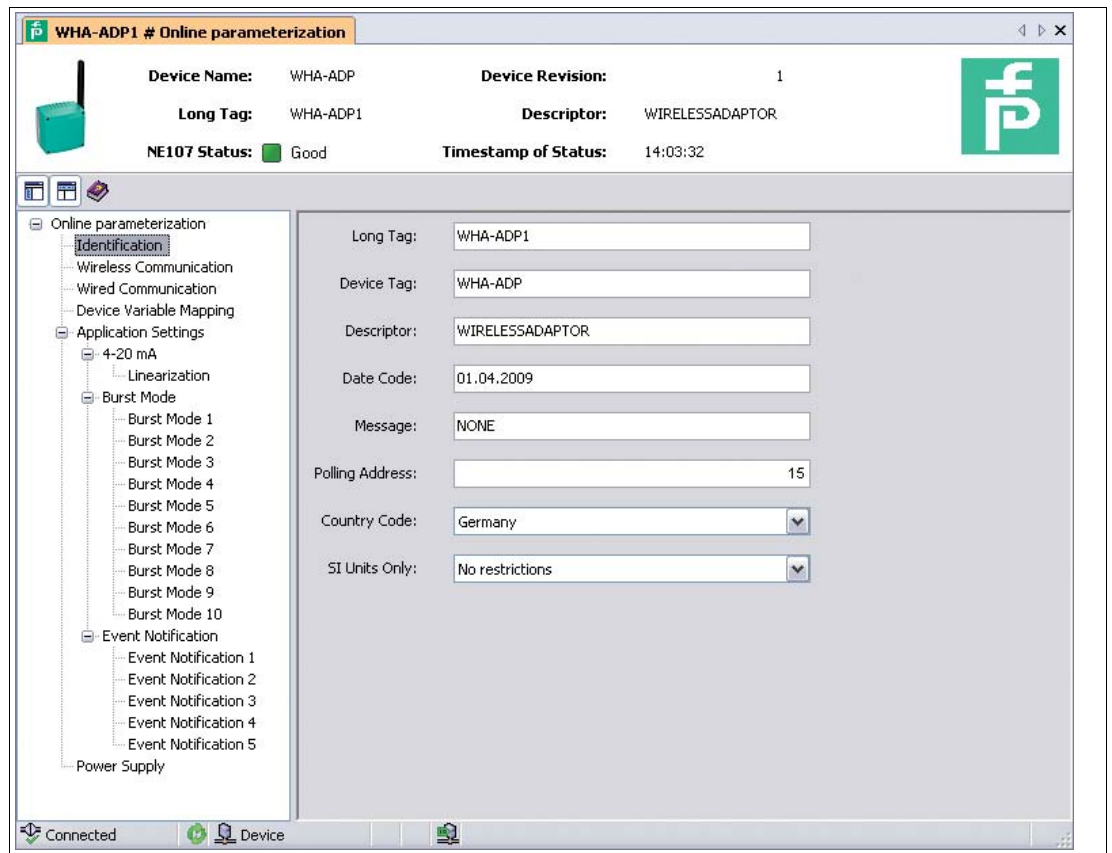 WHA-ADP1 # Online parameterization
Device Name: WHA-ADP Device Revision: 1
Long Tag: WHA-ADP1 Descriptor: WIRELESSADAPTOR
NE107 Status: Good Timestamp of Status: 14:03:32
Online parameterization
Identification
Wireless Communication
Wired Communication
Device Variable Mapping
Application Settings
4-20 mA
Linearization
Burst Mode
Burst Mode 1
Burst Mode 2
Burst Mode 3
Burst Mode 4
Burst Mode 5
Burst Mode 6
Burst Mode 7
Burst Mode 8
Burst Mode 9
Burst Mode 10
Event Notification
Event Notification 1
Event Notification 2
Event Notification 3
Event Notification 4
Event Notification 5
Power Supply
Long Tag: WHA-ADP1
Device Tag: WHA-ADP
Descriptor: WIRELESSADAPTOR
Date Code: 01.04.2009
Message: NONE
Polling Address: 15
Country Code: Germany
SI Units Only: No restrictions
Connected Device